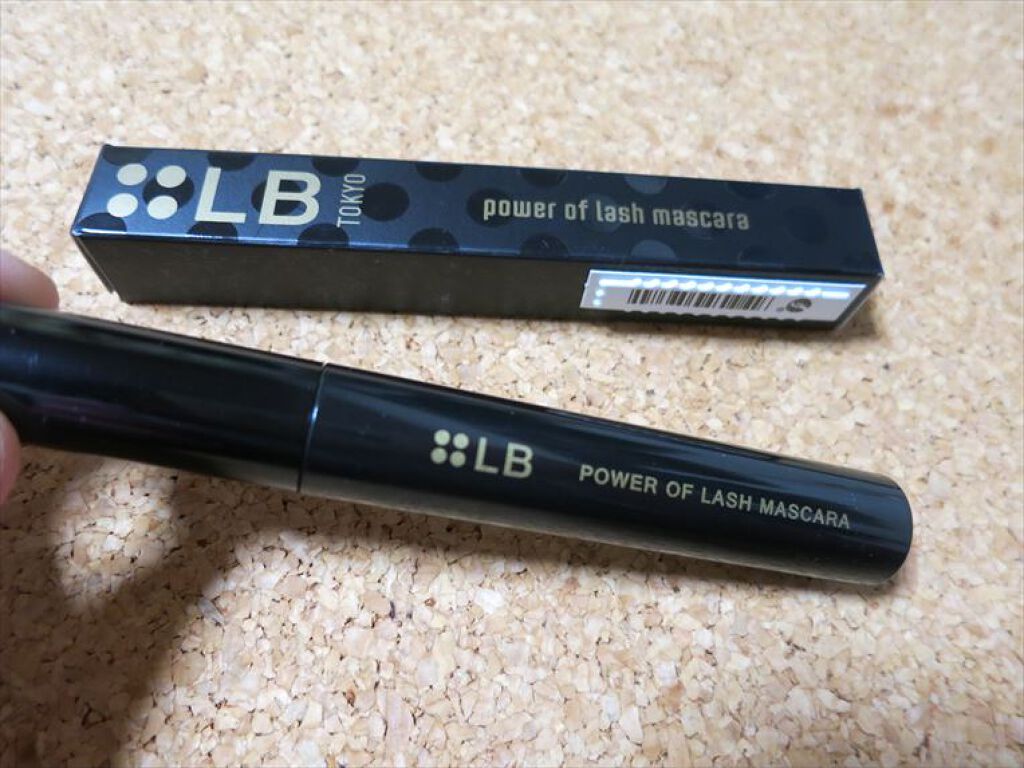 LB TOKYO power of lash mascara
LB POWER OF LASH MASCARA